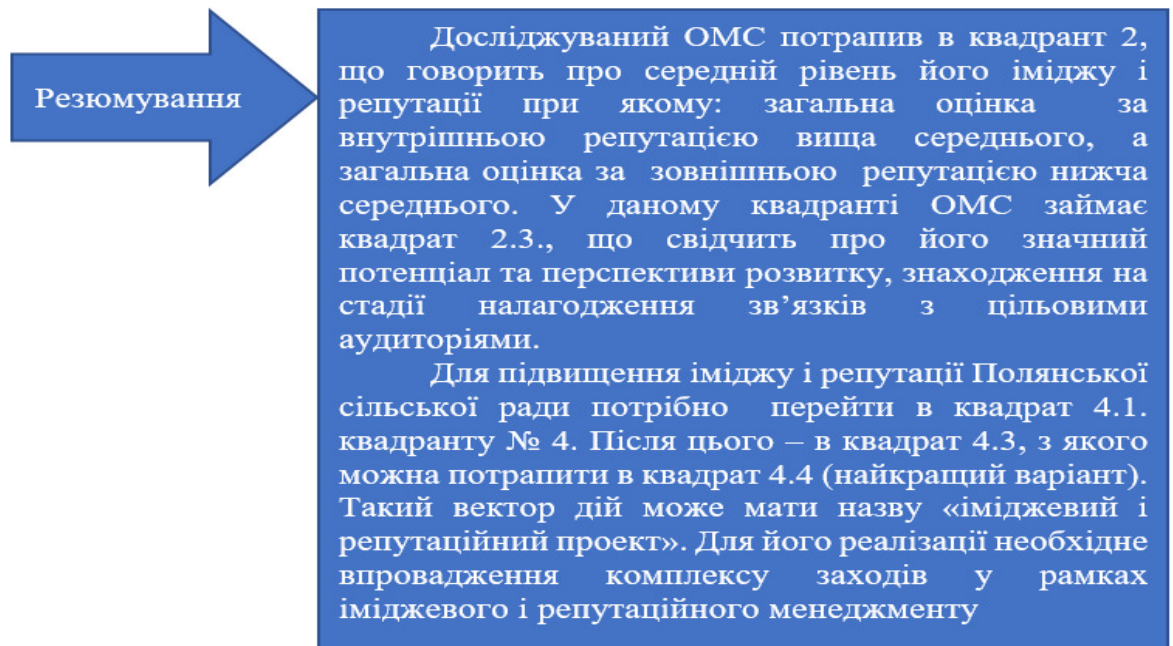 Резюмування
Досліджуваний ОМС потрапив в квадрант 2,
що говорить про середній рівень його іміджу і
репутації при якому: загальна оцінка за
внутрішньою репутацією вища середнього, а
загальна оцінка за зовнішньою репутацією нижча
середнього. У даному квадранті ОМС займає
квадрат 2.3., що свідчить про його значний
потенціал та перспективи розвитку, знаходження на
стадії налагодження зв’язків з цільовими
аудиторіями.
Для підвищення іміджу і репутації Полянської
сільської ради потрібно перейти в квадрат 4.1.
квадранту № 4. Після цього – в квадрат 4.3, з якого
можна потрапити в квадрат 4.4 (найкращий варіант).
Такий вектор дій може мати назву «іміджевий і
репутаційний проект». Для його реалізації необхідне
впровадження комплексу заходів у рамках
іміджевого і репутаційного менеджменту